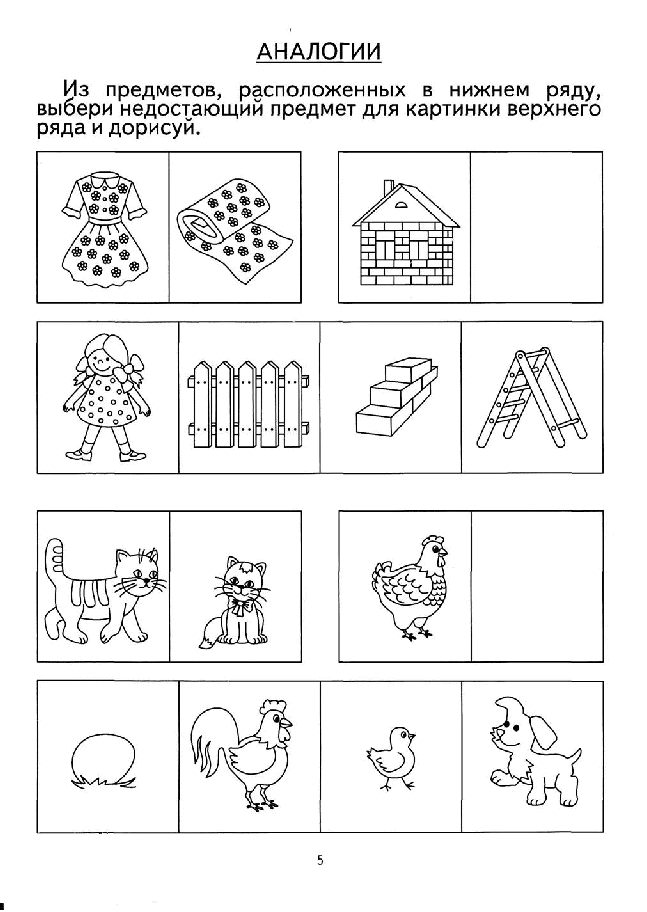 АНАЛОГИИ
Из предметов, расположенных в нижнем ряду,
выбери недостающий предмет для картинки верхнего
ряда и дорисуй.
5